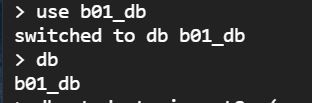 > use b01_db
switched to db b01_db
> db
b01_db